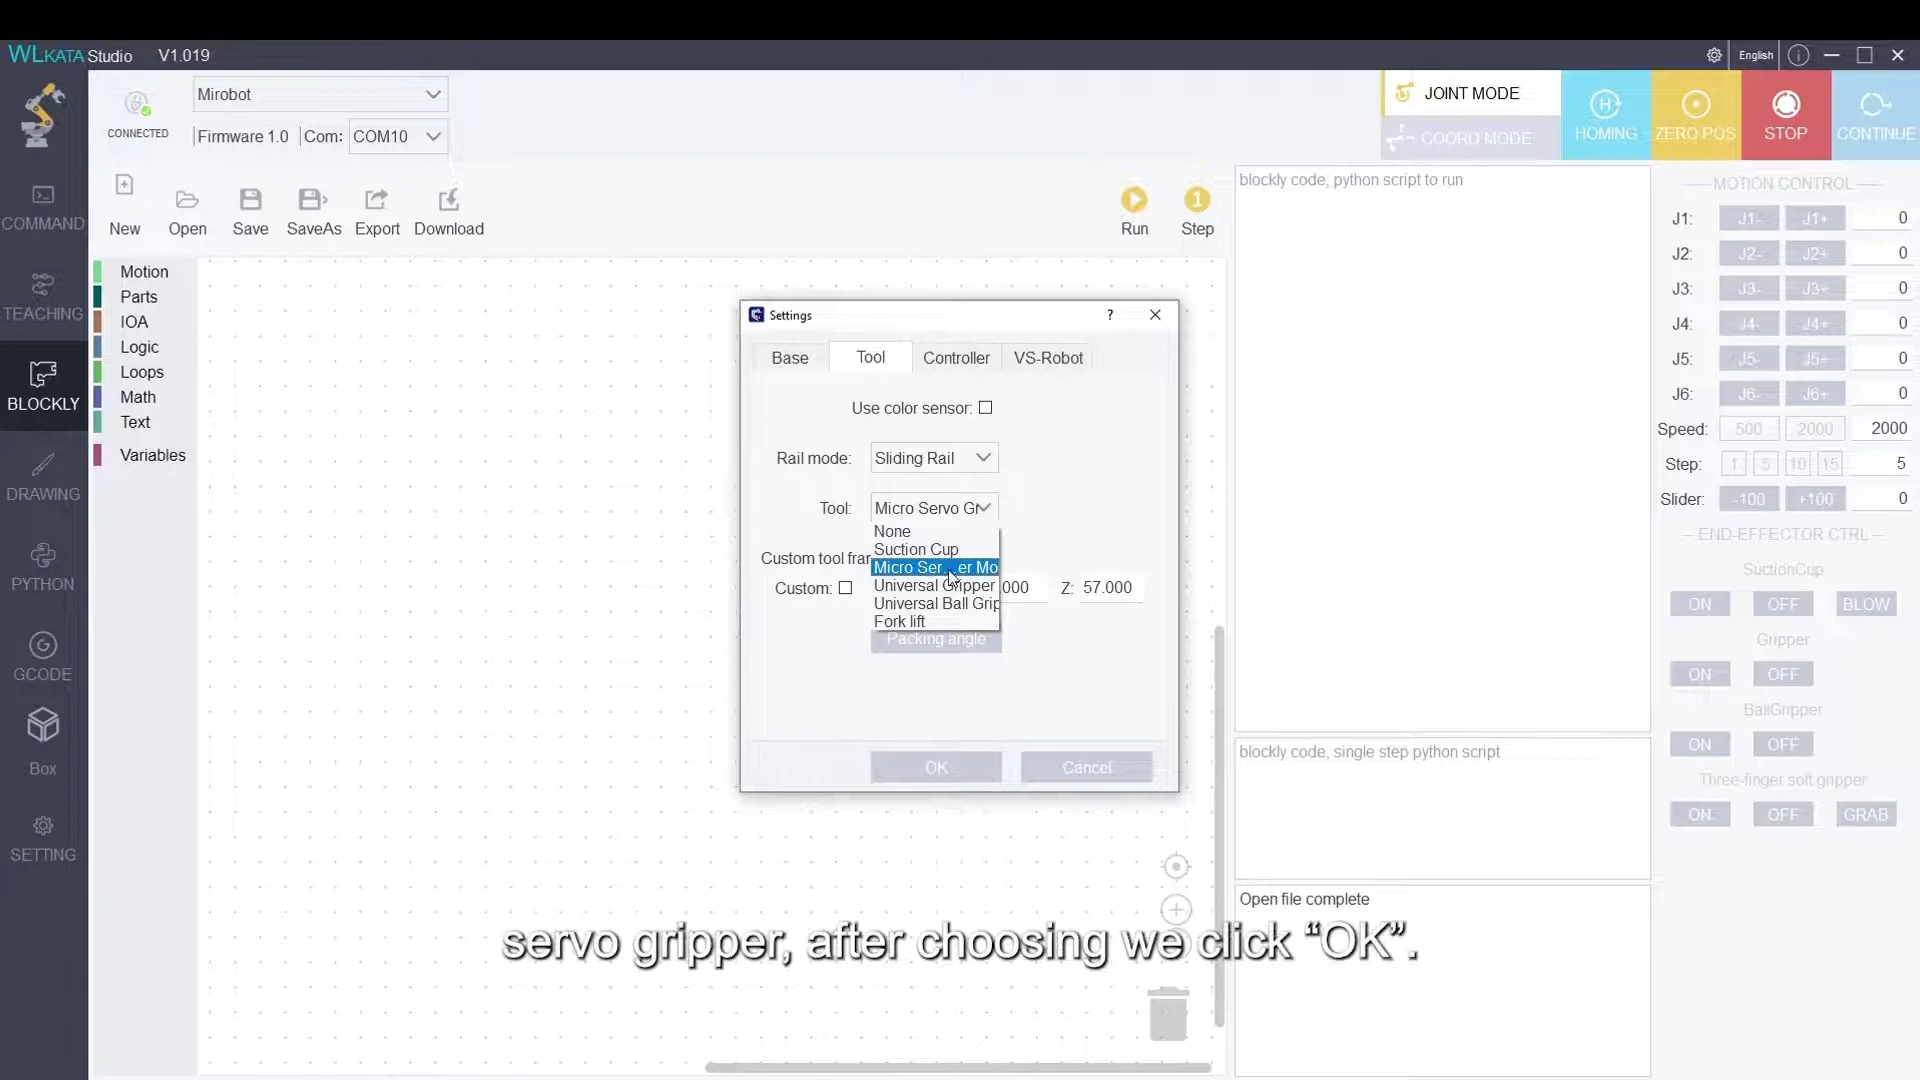 WLKATA Studio V1.019
English
CONNECTED
Mirobot
Firmware 1.0 Com: COM10
JOINT MODE
COORD MODE
HOMING
ZERO POS
STOP
CONTINUE
COMMAND
TEACHING
BLOCKLY
DRAWING
PYTHON
GCODE
Box
SETTING
New
Open
Save
SaveAs
Export
Download
Run
1
Step
Motion
Parts
IOA
Logic
Loops
Math
Text
Variables
Settings
?
Base Tool Controller VS-Robot
Use color sensor:
Rail mode: Sliding Rail
Tool: Micro Servo Gr
None
Suction Cup
Micro Ser...er Mo
Universal Gripper
Universal Ball Grip
Fork lift
Custom tool fra
Custom: .000 Z: 57.000
Packing angle
OK Cancel
blockly code, python script to run
blockly code, single step python script
Open file complete
MOTION CONTROL
J1: J1- J1+ 0
J2: J2- J2+ 0
J3: J3- J3+ 0
J4: J4- J4+ 0
J5: J5- J5+ 0
J6: J6- J6+ 0
Speed: 500 2000 2000
Step: 1 5 10 15 5
Slider: -100 +100 0
END-EFFECTOR CTRL
SuctionCup
ON OFF BLOW
Gripper
ON OFF
BallGripper
ON OFF
Three-finger soft gripper
ON OFF GRAB
servo gripper, after choosing we click “OK”.